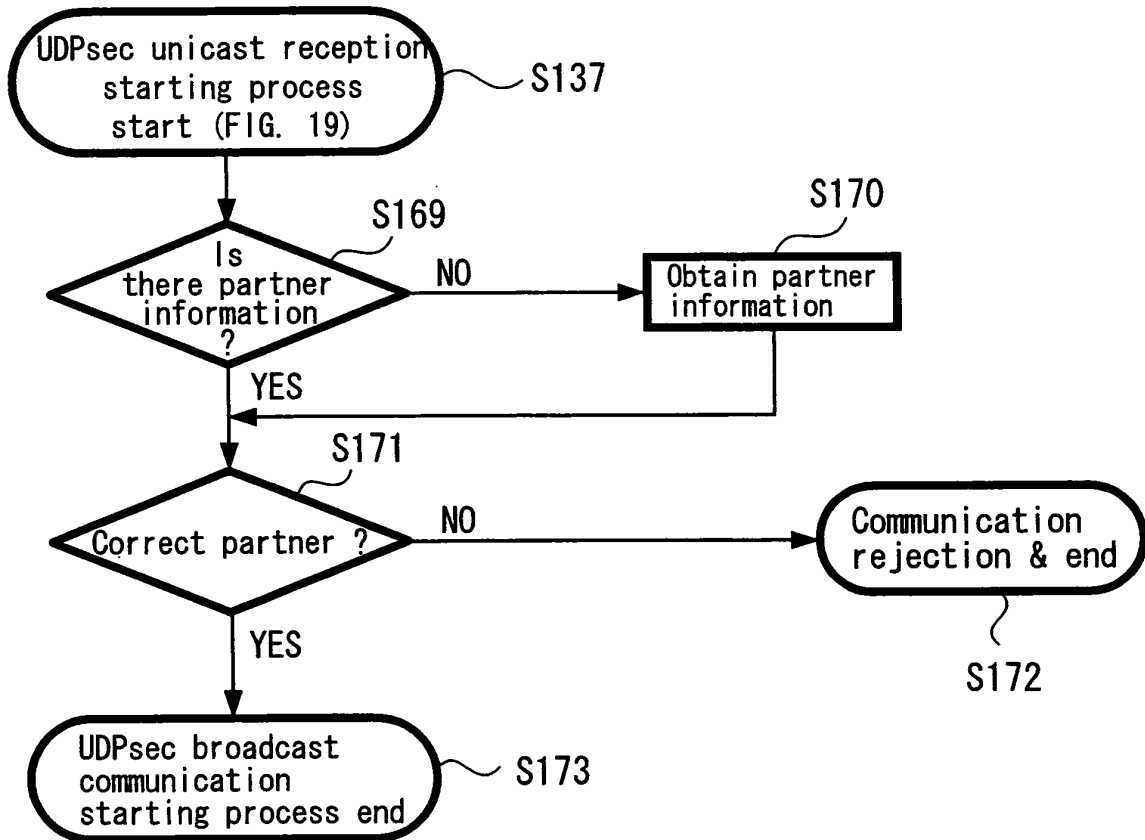 UDPsec unicast reception
starting process
start (FIG. 19)
S137
S169
Is
there partner
information
?
NO
S170
Obtain partner
information
YES
S171
Correct partner ?
NO
Communication
rejection & end
S172
YES
UDPsec broadcast
communication
starting process end
S173